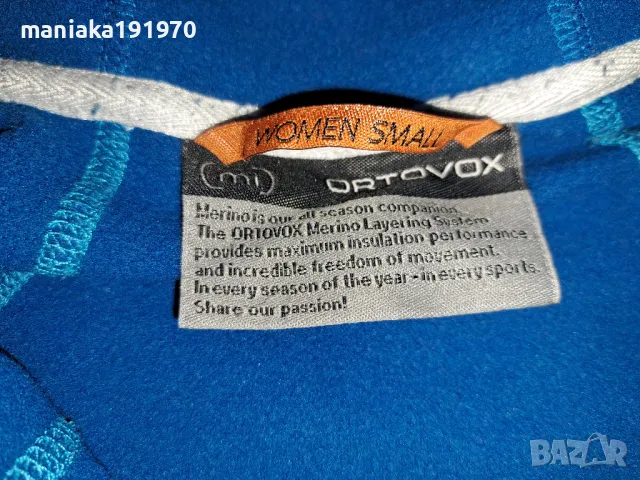 maniaka191970
WOMEN SMALL
(mi) ORTOVOX
Merino is our all season companion.
The ORTOVOX Merino Layering System
provides maximum insulation performance
and incredible freedom of movement.
In every season of the year - in every sports.
Share our passion!
BAZAR